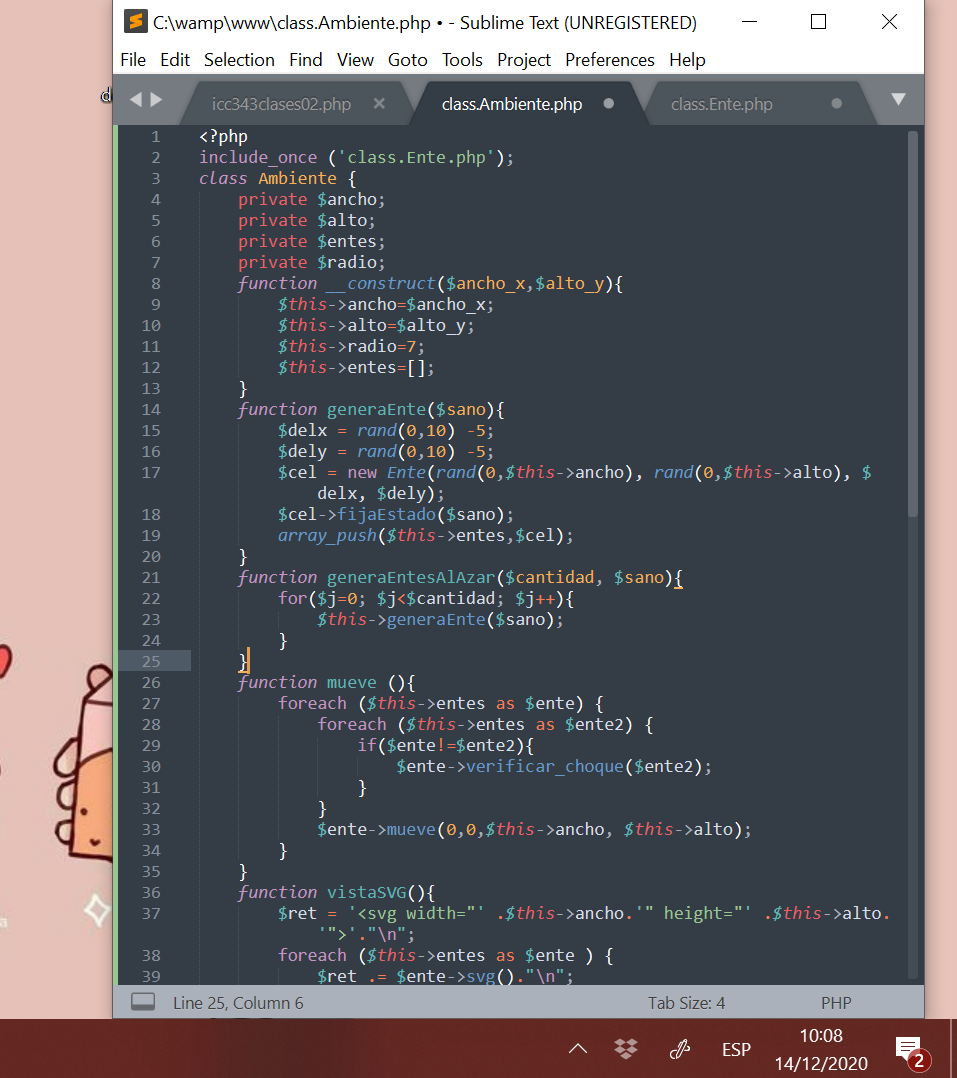 C:\wamp\www\class.Ambiente.php • - Sublime Text (UNREGISTERED)
File Edit Selection Find View Goto Tools Project Preferences Help
icc343clases02.php class.Ambiente.php class.Ente.php
1 <?php
2 include_once ('class.Ente.php');
3 class Ambiente {
4 private $ancho;
5 private $alto;
6 private $entes;
7 private $radio;
8 function __construct($ancho_x,$alto_y){
9 $this->ancho=$ancho_x;
10 $this->alto=$alto_y;
11 $this->radio=7;
12 $this->entes=[];
13 }
14 function generaEnte($sano){
15 $delx = rand(0,10) -5;
16 $dely = rand(0,10) -5;
17 $cel = new Ente(rand(0,$this->ancho), rand(0,$this->alto), $
delx, $dely);
18 $cel->fijaEstado($sano);
19 array_push($this->entes,$cel);
20 }
21 function generaEntesAlAzar($cantidad, $sano){
22 for($j=0; $j<$cantidad; $j++){
23 $this->generaEnte($sano);
24 }
25 }
26 function mueve (){
27 foreach ($this->entes as $ente) {
28 foreach ($this->entes as $ente2) {
29 if($ente!=$ente2){
30 $ente->verificar_choque($ente2);
31 }
32 }
33 $ente->mueve(0,0,$this->ancho, $this->alto);
34 }
35 }
36 function vistaSVG(){
37 $ret = '<svg width="' .$this->ancho.'" height="' .$this->alto.
'">'."\n";
38 foreach ($this->entes as $ente ) {
39 $ret .= $ente->svg()."\n";
Line 25, Column 6 Tab Size: 4 PHP
ESP
10:08
14/12/2020
2